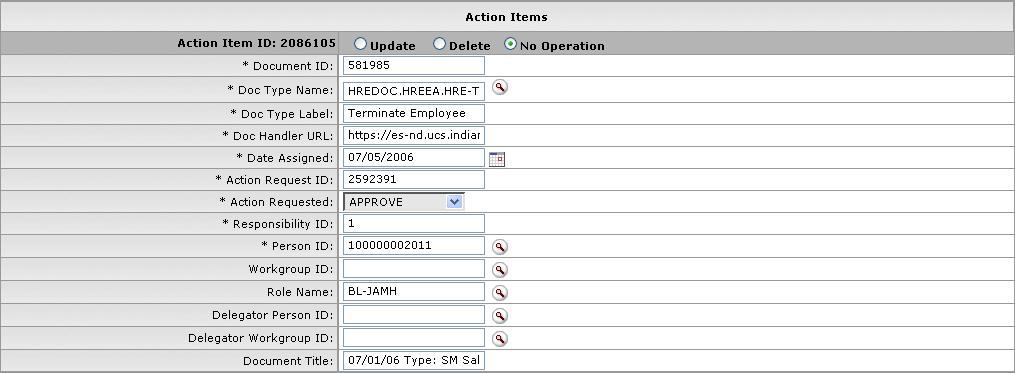 Action Items
Action Item ID: 2086105 Update Delete No Operation
* Document ID: 581985
* Doc Type Name: HREDOC.HREEA.HRE-T
* Doc Type Label: Terminate Employee
* Doc Handler URL: https://es-nd.ucs.indiar
* Date Assigned: 07/05/2006
* Action Request ID: 2592391
* Action Requested: APPROVE
* Responsibility ID: 1
* Person ID: 100000002011
Workgroup ID:
Role Name: BL-JAMH
Delegator Person ID:
Delegator Workgroup ID:
Document Title: 07/01/06 Type: SM Sal